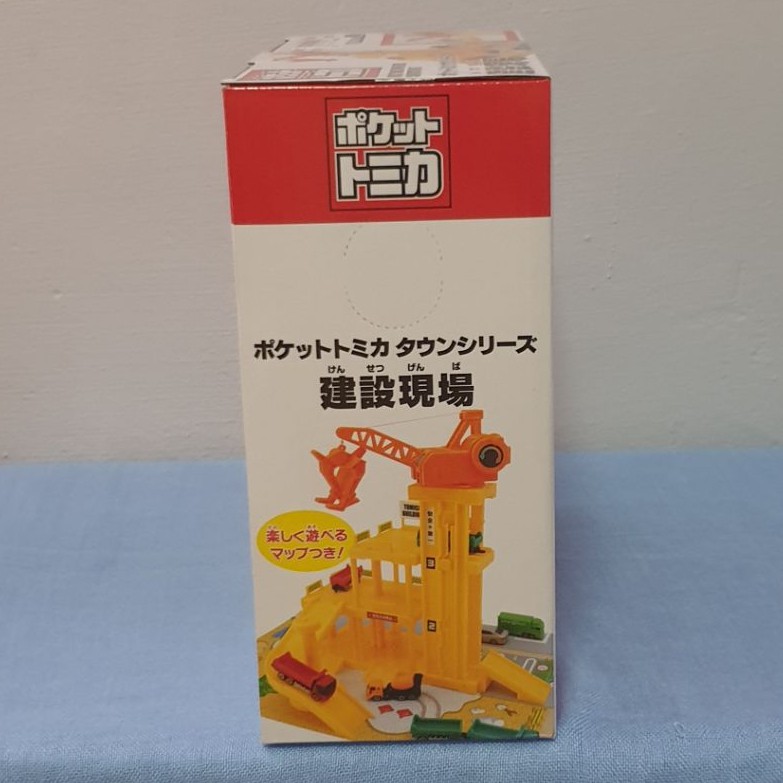 ポケット
トミカ
ポケットトミカ タウンシリーズ
けん せつ げん ば
建設現場
楽しく遊べる
マップつき!
3
2